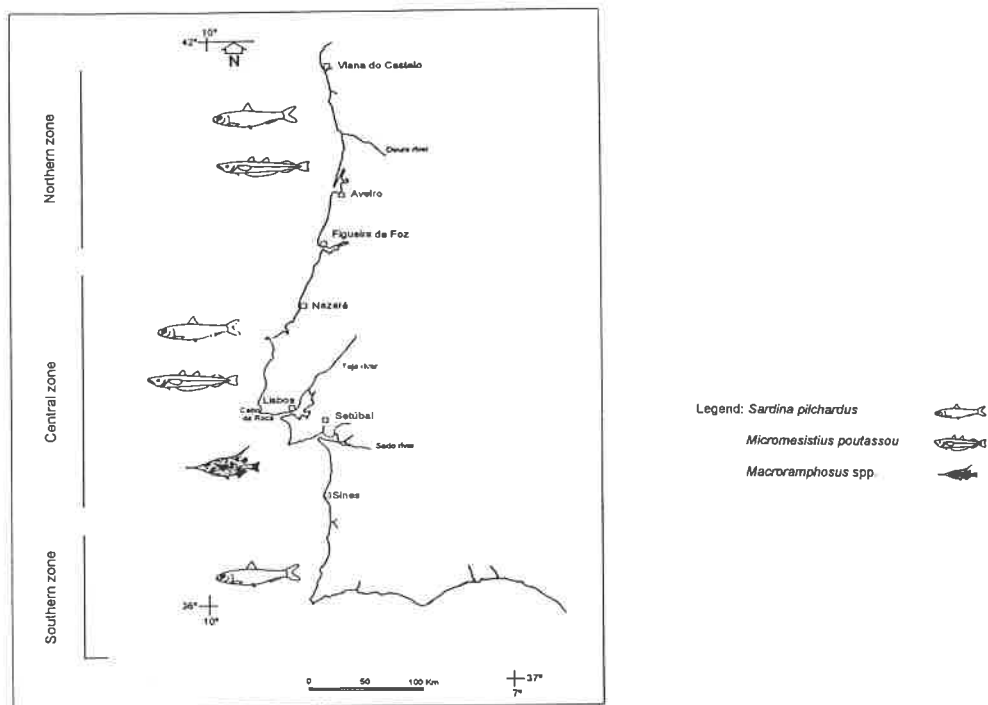 10°
42°
N
Viana do Castelo
Northern zone
Douro river
Aveiro
Figueira da Foz
Nazaré
Central zone
Tejo river
Lisboa
Cabo da Roca
Setúbal
Sado river
Sines
Southern zone
36°
10°
0 50 100 Km
37°
7°
Legend: Sardina pilchardus
Micromesistius poutassou
Macroramphosus spp.